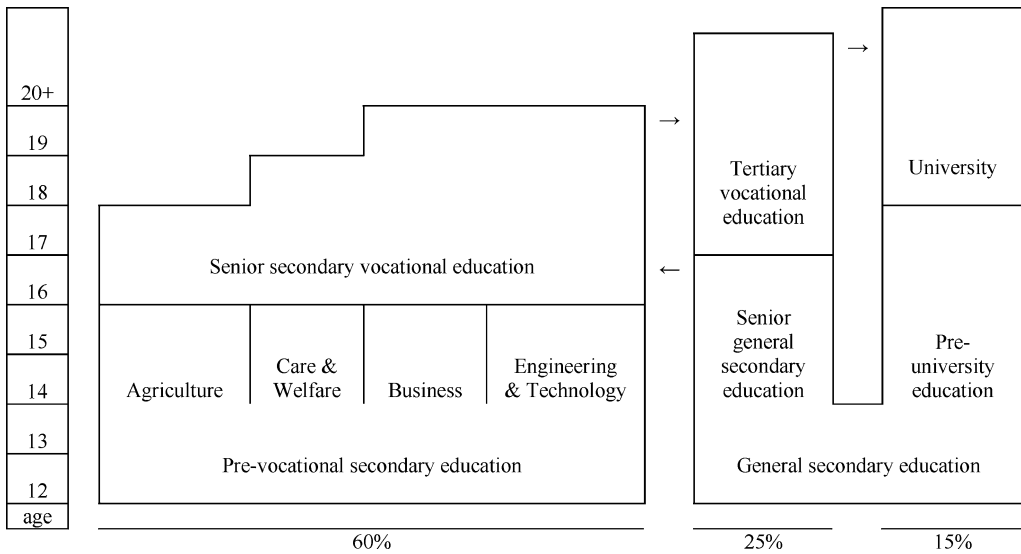 20+
19
18
17
16
15
14
13
12
age
Senior secondary vocational education
Agriculture
Care &
Welfare
Business
Engineering
& Technology
Pre-vocational secondary education
60%
→
←
Tertiary
vocational
education
Senior
general
secondary
education
25%
→
University
Pre-
university
education
General secondary education
15%